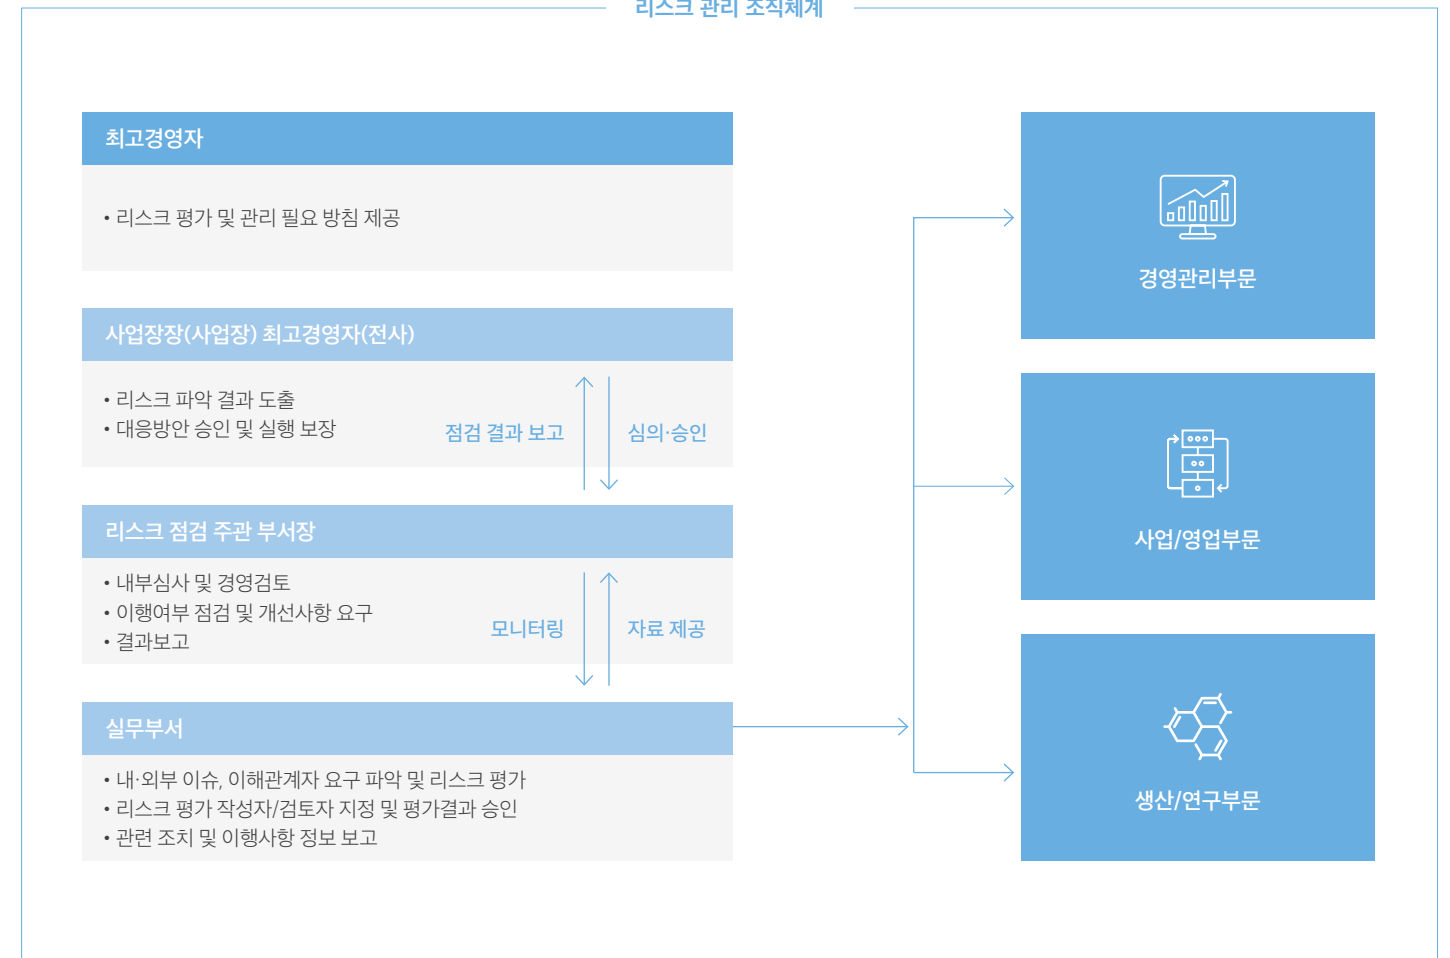 리스크 관리 조직체계
최고경영자
• 리스크 평가 및 관리 필요 방침 제공
사업장장(사업장) 최고경영자(전사)
• 리스크 파악 결과 도출
• 대응방안 승인 및 실행 보장
점검 결과 보고
심의·승인
리스크 점검 주관 부서장
• 내부심사 및 경영검토
• 이행여부 점검 및 개선사항 요구
• 결과보고
모니터링
자료 제공
실무부서
• 내·외부 이슈, 이해관계자 요구 파악 및 리스크 평가
• 리스크 평가 작성자/검토자 지정 및 평가결과 승인
• 관련 조치 및 이행사항 정보 보고
경영관리부문
사업/영업부문
생산/연구부문